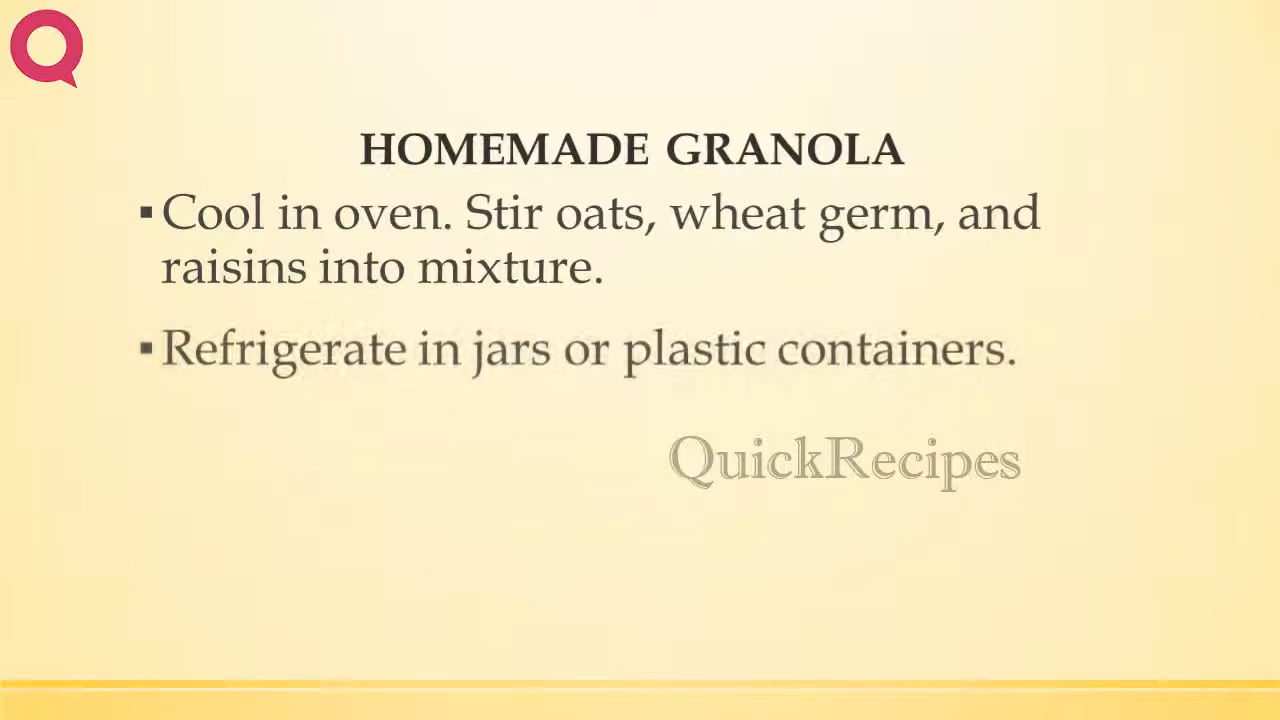 HOMEMADE GRANOLA
▪Cool in oven. Stir oats, wheat germ, and
raisins into mixture.
▪Refrigerate in jars or plastic containers.
QuickRecipes